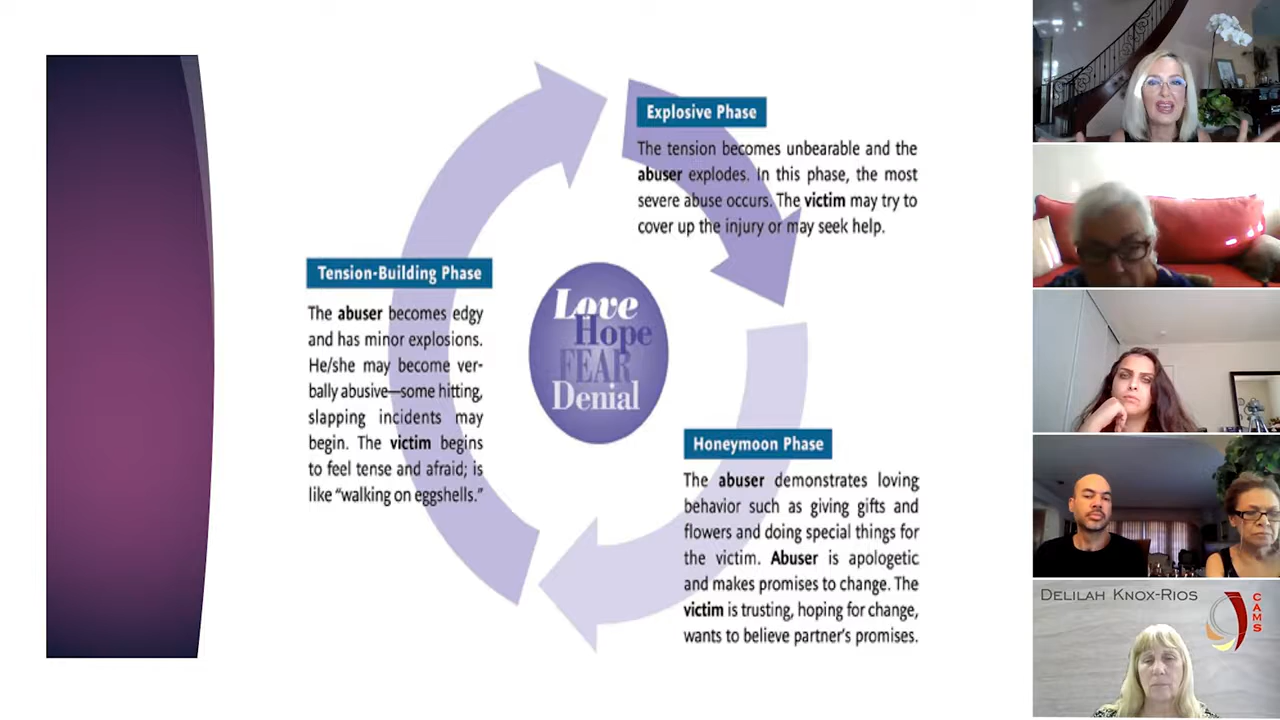 Explosive Phase
The tension becomes unbearable and the
abuser explodes. In this phase, the most
severe abuse occurs. The victim may try to
cover up the injury or may seek help.
Tension-Building Phase
The abuser becomes edgy
and has minor explosions.
He/she may become ver-
bally abusive—some hitting,
slapping incidents may
begin. The victim begins
to feel tense and afraid; is
like “walking on eggshells.”
Love
Hope
FEAR
Denial
Honeymoon Phase
The abuser demonstrates loving
behavior such as giving gifts and
flowers and doing special things for
the victim. Abuser is apologetic
and makes promises to change. The
victim is trusting, hoping for change,
wants to believe partner’s promises.
DELILAH KNOX-RIOS
CAMS